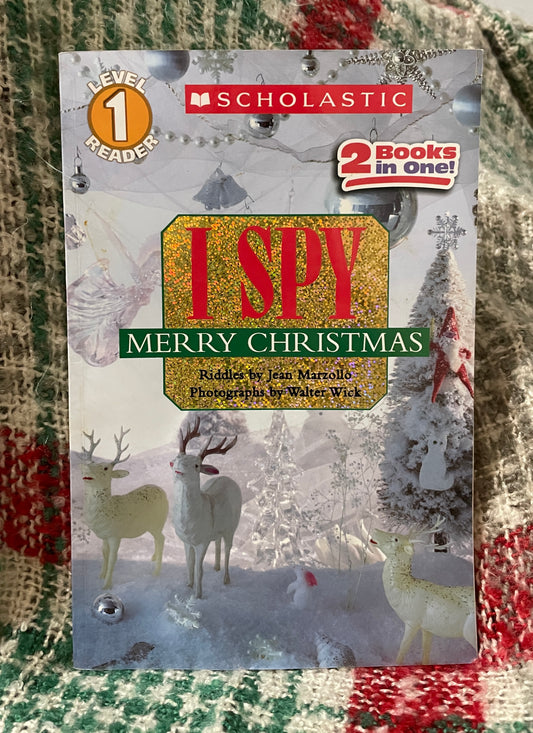 LEVEL
1
READER
SCHOLASTIC
2 Books
in One!
I SPY
MERRY CHRISTMAS
Riddles by Jean Marzollo
Photographs by Walter Wick